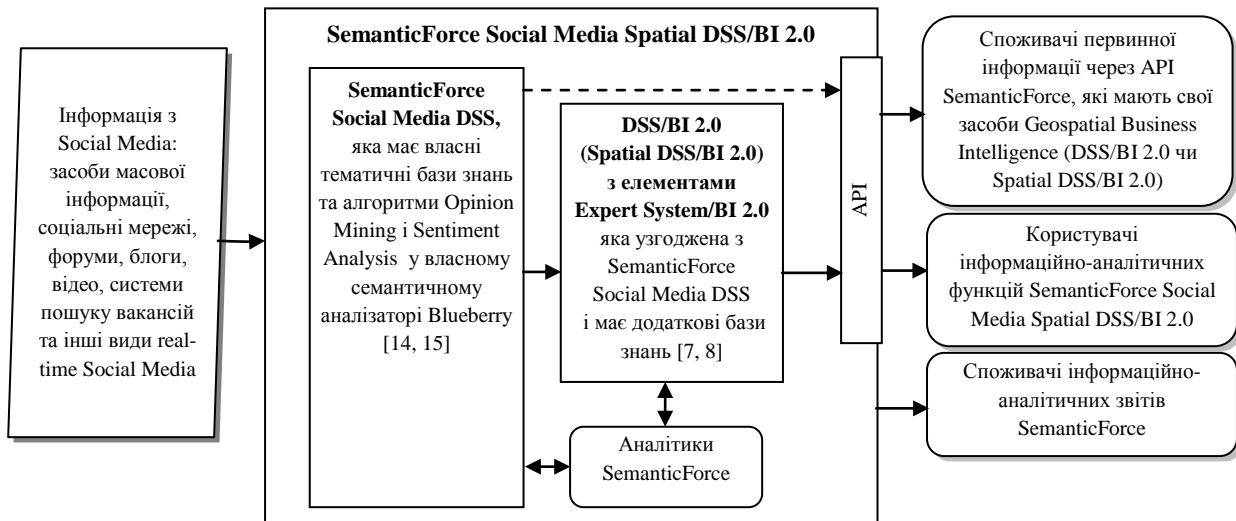 SemanticForce Social Media Spatial DSS/BI 2.0
Інформація з
Social Media:
засоби масової
інформації,
соціальні мережі,
форуми, блоги,
відео, системи
пошуку вакансій
та інші види real-
time Social Media
SemanticForce
Social Media DSS,
яка має власні
тематичні бази знань
та алгоритми Opinion
Mining і Sentiment
Analysis у власному
семантичному
аналізаторі Blueberry
[14, 15]
DSS/BI 2.0
(Spatial DSS/BI 2.0)
з елементами
Expert System/BI 2.0
яка узгоджена з
SemanticForce
Social Media DSS
і має додаткові бази
знань [7, 8]
Аналітики
SemanticForce
API
Споживачі первинної
інформації через API
SemanticForce, які мають свої
засоби Geospatial Business
Intelligence (DSS/BI 2.0 чи
Spatial DSS/BI 2.0)
Користувачі
інформаційно-аналітичних
функцій SemanticForce Social
Media Spatial DSS/BI 2.0
Споживачі інформаційно-
аналітичних звітів
SemanticForce